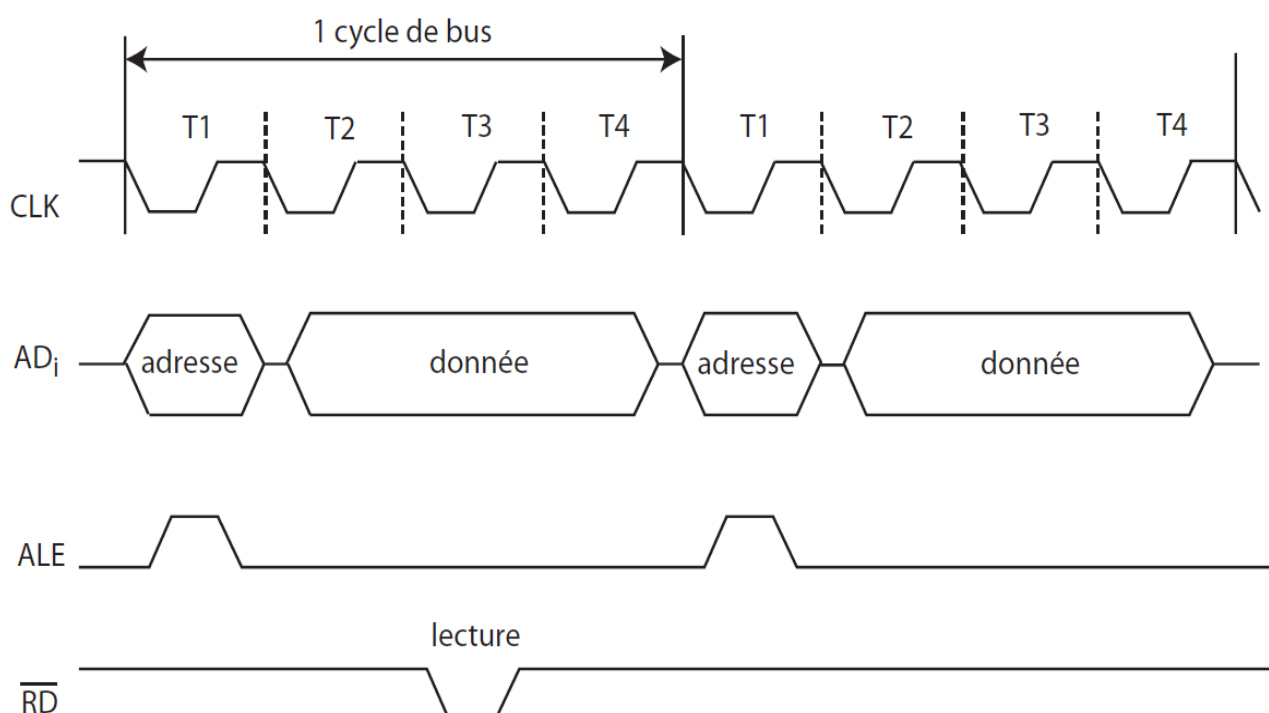 1 cycle de bus
T1 T2 T3 T4 T1 T2 T3 T4
CLK
ADi adresse donnée adresse donnée
ALE
lecture
RD